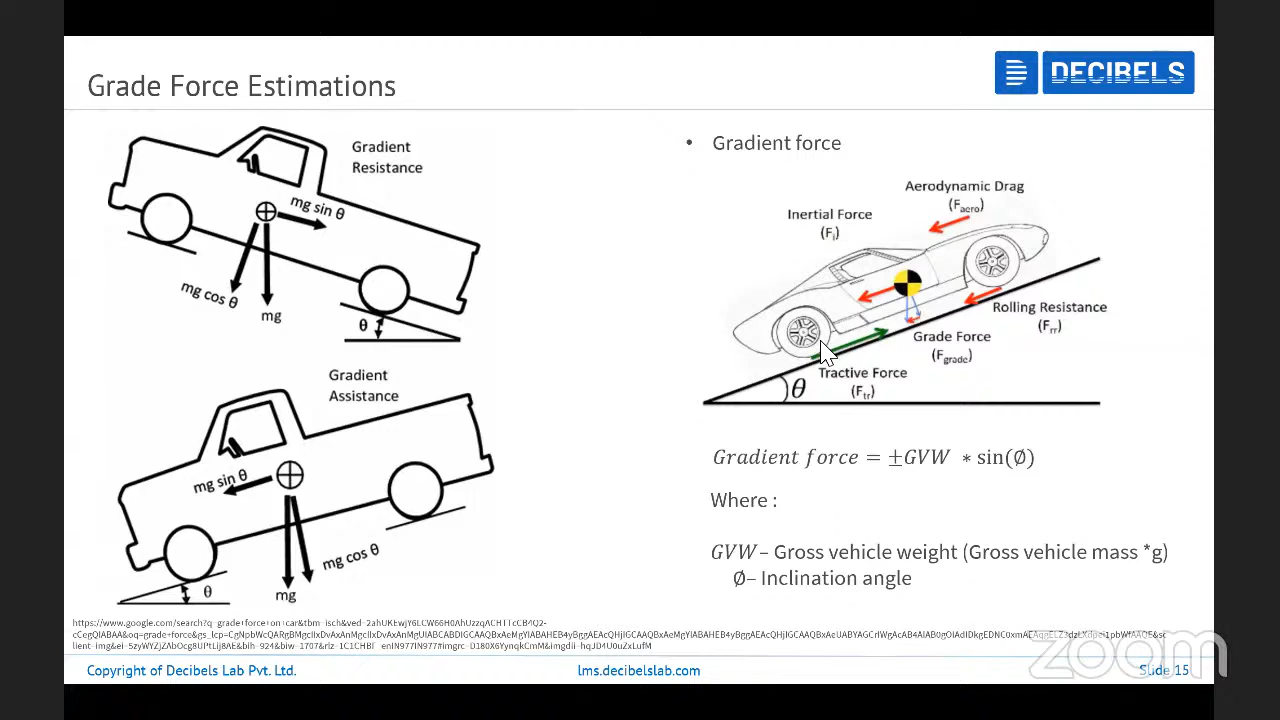 Grade Force Estimations
DECIBELS
Gradient
Resistance
mg sin θ
mg cos θ
mg
θ
Gradient
Assistance
mg sin θ
mg cos θ
mg
θ
• Gradient force
Aerodynamic Drag
(Faero)
Inertial Force
(Fi)
Rolling Resistance
(Frr)
Grade Force
(Fgrade)
Tractive Force
(Ftr)
θ
Gradient force = ±GVW * sin(∅)
Where :
GVW – Gross vehicle weight (Gross vehicle mass *g)
∅– Inclination angle
Copyright of Decibels Lab Pvt. Ltd.
lms.decibelslab.com
Slide 15
zoom